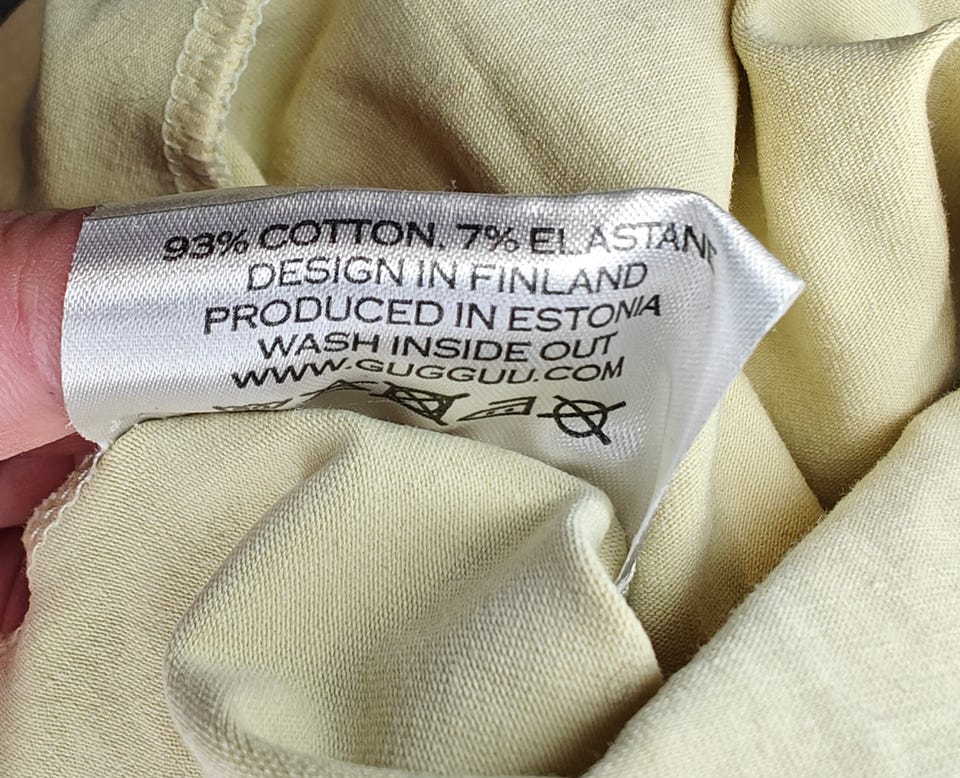 93% COTTON. 7% ELASTANE
DESIGN IN FINLAND
PRODUCED IN ESTONIA
WASH INSIDE OUT
WWW.GUGGUU.COM